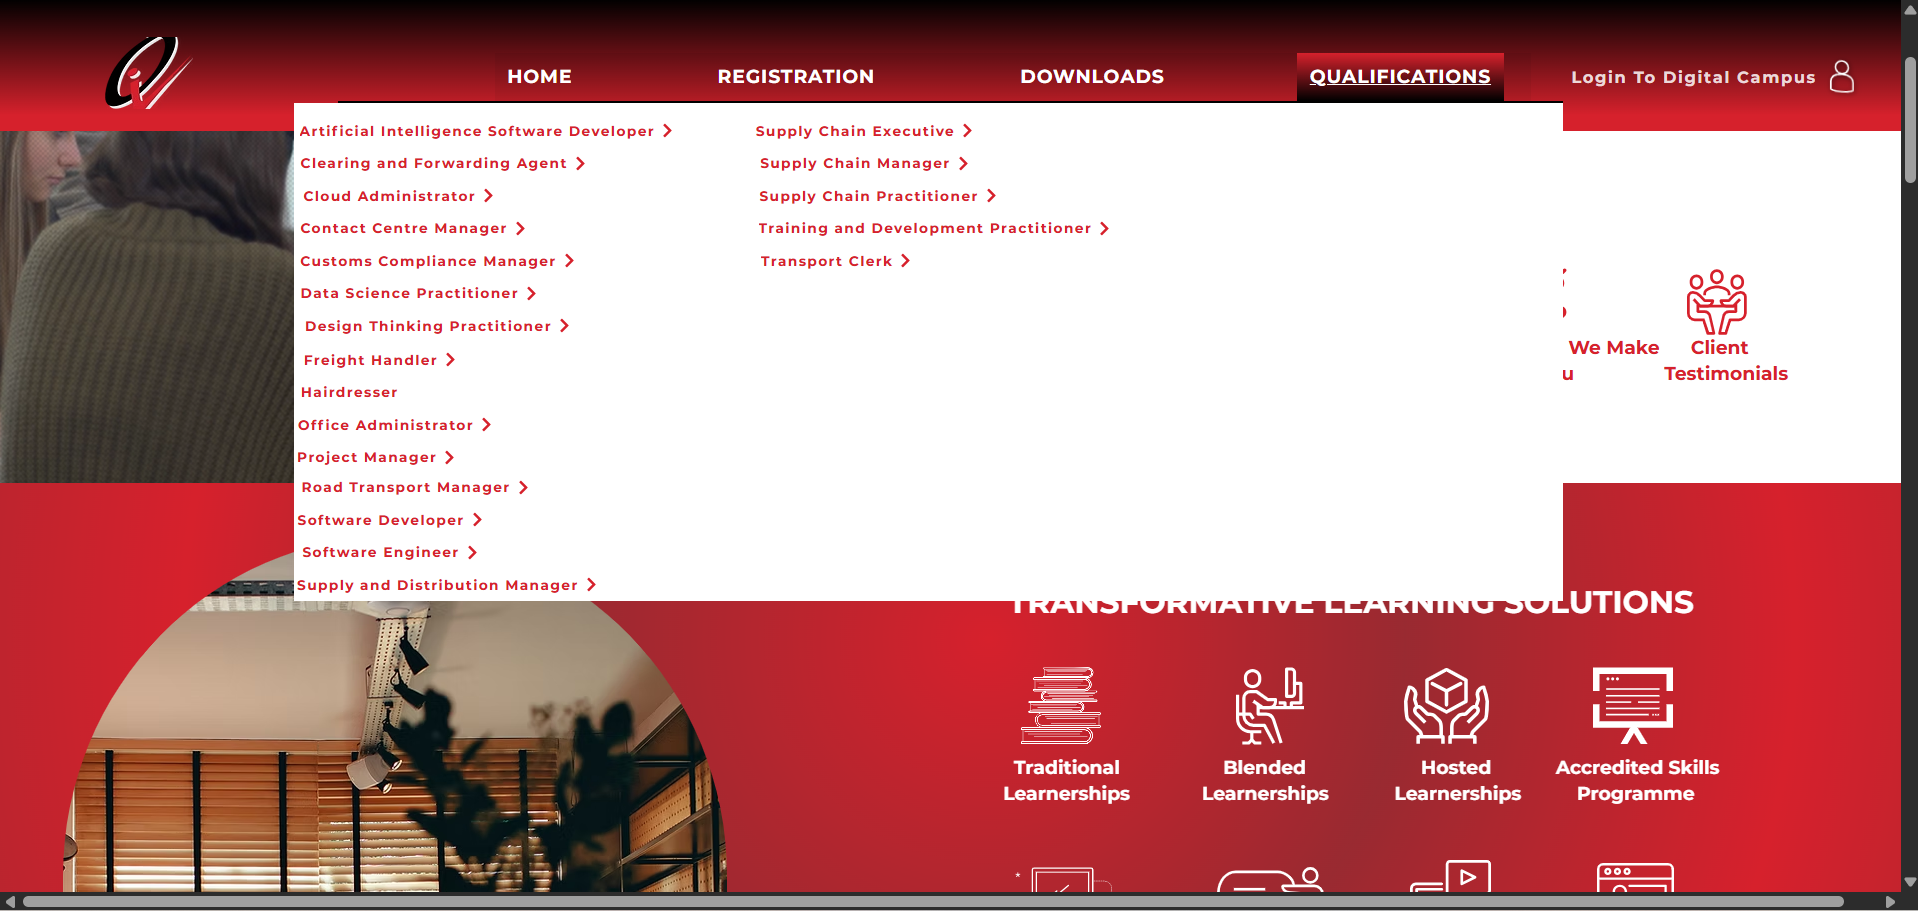 HOME
REGISTRATION
DOWNLOADS
QUALIFICATIONS
Login To Digital Campus
Artificial Intelligence Software Developer
Clearing and Forwarding Agent
Cloud Administrator
Contact Centre Manager
Customs Compliance Manager
Data Science Practitioner
Design Thinking Practitioner
Freight Handler
Hairdresser
Office Administrator
Project Manager
Road Transport Manager
Software Developer
Software Engineer
Supply and Distribution Manager
Supply Chain Executive
Supply Chain Manager
Supply Chain Practitioner
Training and Development Practitioner
Transport Clerk
We Make
u
Client
Testimonials
TRANSFORMATIVE LEARNING SOLUTIONS
Traditional
Learnerships
Blended
Learnerships
Hosted
Learnerships
Accredited Skills
Programme